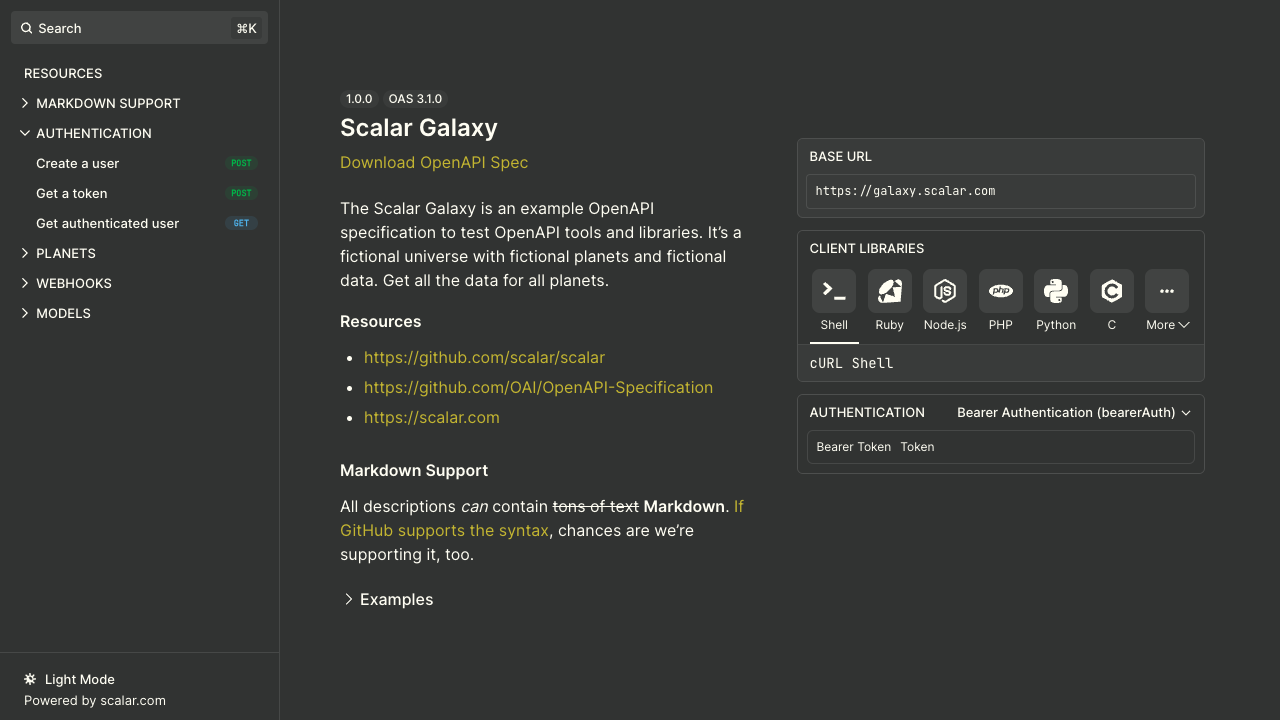 Search ⌘K
RESOURCES
MARKDOWN SUPPORT
AUTHENTICATION
Create a user POST
Get a token POST
Get authenticated user GET
PLANETS
WEBHOOKS
MODELS
Light Mode
Powered by scalar.com
1.0.0 OAS 3.1.0
Scalar Galaxy
Download OpenAPI Spec
The Scalar Galaxy is an example OpenAPI
specification to test OpenAPI tools and libraries. It’s a
fictional universe with fictional planets and fictional
data. Get all the data for all planets.
Resources
https://github.com/scalar/scalar
https://github.com/OAI/OpenAPI-Specification
https://scalar.com
Markdown Support
All descriptions can contain tons of text Markdown. If
GitHub supports the syntax, chances are we’re
supporting it, too.
Examples
BASE URL
https://galaxy.scalar.com
CLIENT LIBRARIES
php
Shell Ruby Node.js PHP Python C More
cURL Shell
AUTHENTICATION Bearer Authentication (bearerAuth)
Bearer Token Token